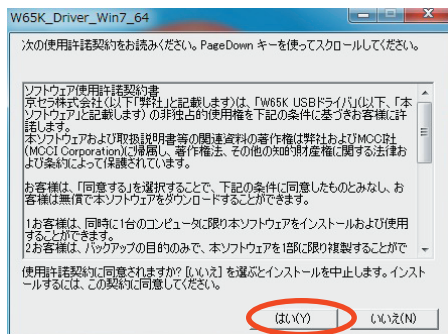 W65K_Driver_Win7_64
次の使用許諾契約をお読みください。PageDown キーを使ってスクロールしてください。
ソフトウェア使用許諾契約書
京セラ株式会社(以下「弊社」と記載します)は、「W65K USBドライバ」(以下、「本
ソフトウェア」と記載します) の非独占的使用権を下記の条件に基づきお客様に許
諾します。
本ソフトウェアおよび取扱説明書等の関連資料の著作権は弊社およびMCCI社
(MCCI Corporation)に帰属し、著作権法、その他の知的財産権に関する法律お
よび条約によって保護されています。
お客様は、「同意する」を選択することで、下記の条件に同意したものとみなし、お
客様は無償で本ソフトウェアをダウンロードすることができます。
1お客様は、同時に1台のコンピュータに限り本ソフトウェアをインストールおよび使用
することができます。
2お客様は、バックアップの目的のみで、本ソフトウェアを1部に限り複製することがで
使用許諾契約に同意されますか? [いいえ] を選ぶとインストールを中止します。インスト
ールするには、この契約に同意してください。
はい(Y)
いいえ(N)